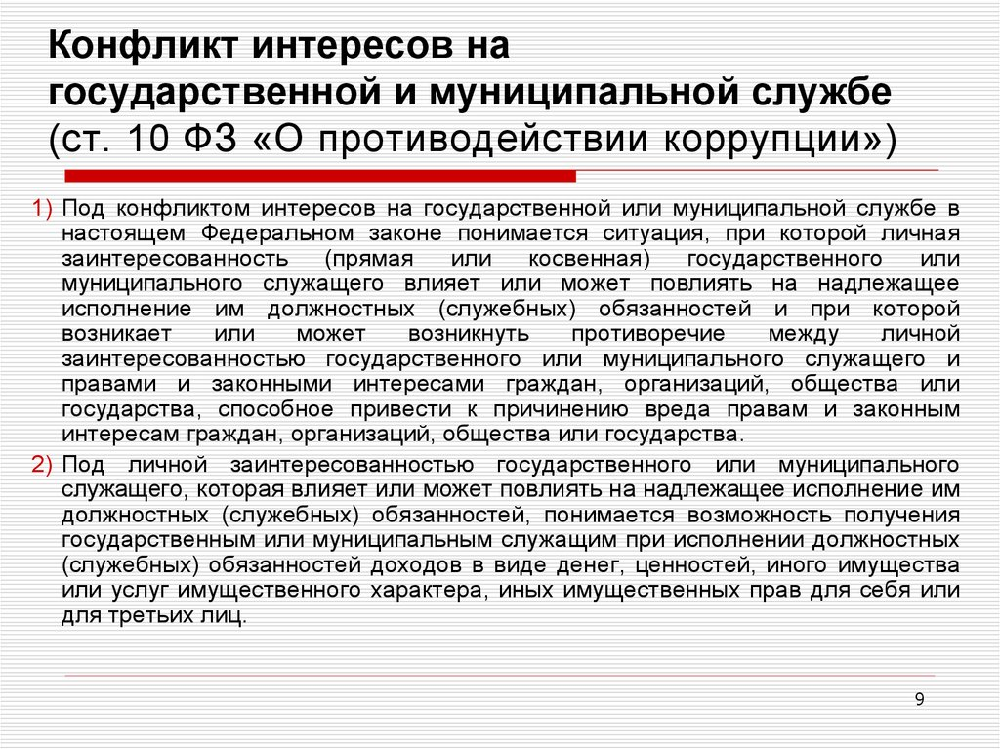 Конфликт интересов на
государственной и муниципальной службе
(ст. 10 ФЗ «О противодействии коррупции»)
1) Под конфликтом интересов на государственной или муниципальной службе в
настоящем Федеральном законе понимается ситуация, при которой личная
заинтересованность (прямая или косвенная) государственного или
муниципального служащего влияет или может повлиять на надлежащее
исполнение им должностных (служебных) обязанностей и при которой
возникает или может возникнуть противоречие между личной
заинтересованностью государственного или муниципального служащего и
правами и законными интересами граждан, организаций, общества или
государства, способное привести к причинению вреда правам и законным
интересам граждан, организаций, общества или государства.
2) Под личной заинтересованностью государственного или муниципального
служащего, которая влияет или может повлиять на надлежащее исполнение им
должностных (служебных) обязанностей, понимается возможность получения
государственным или муниципальным служащим при исполнении должностных
(служебных) обязанностей доходов в виде денег, ценностей, иного имущества
или услуг имущественного характера, иных имущественных прав для себя или
для третьих лиц.
9